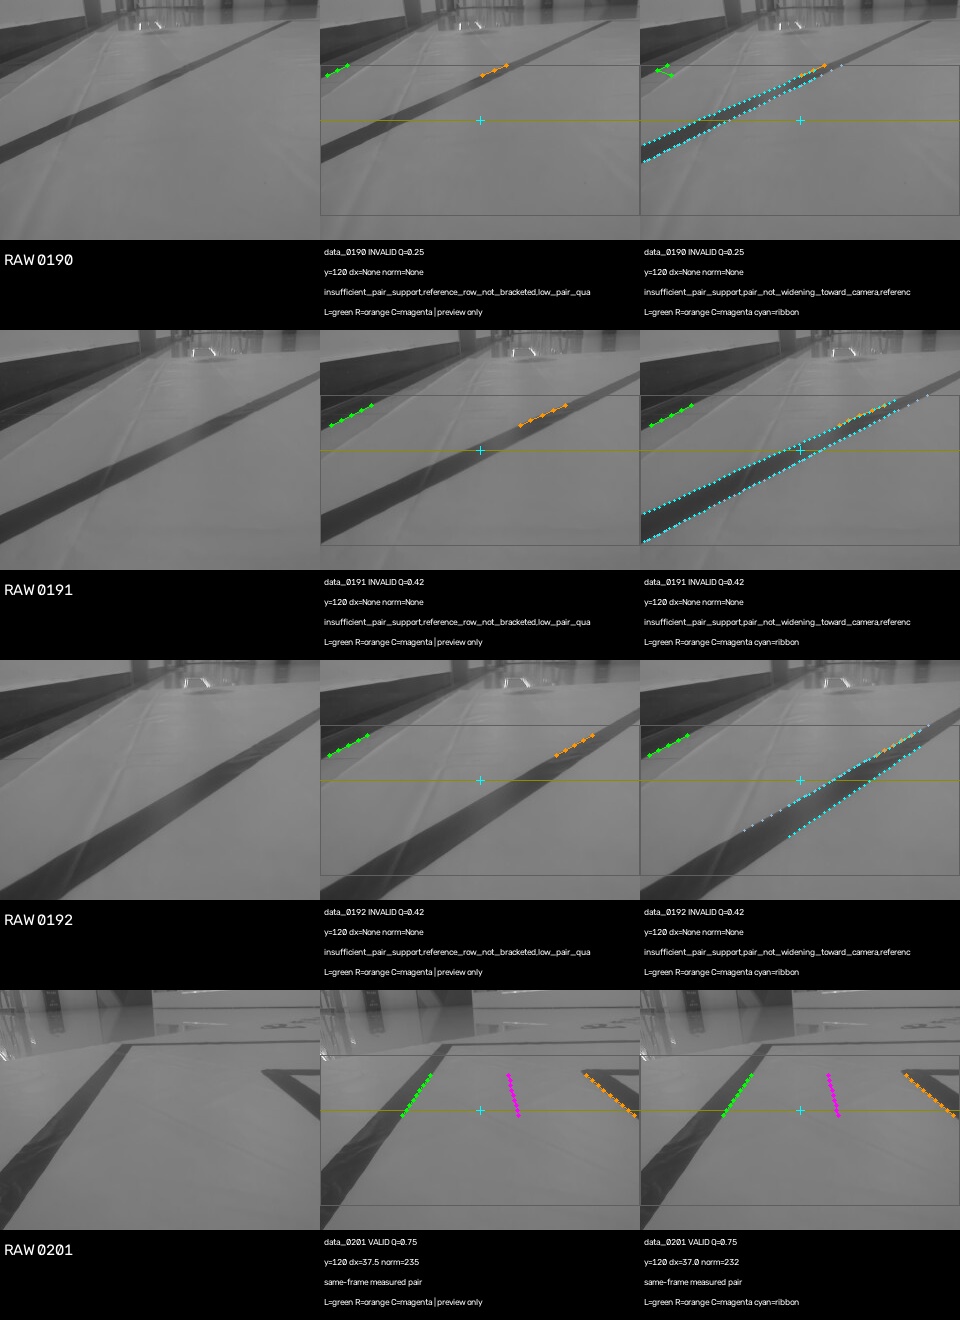 RAW 0190
data_0190 INVALID Q=0.25
y=120 dx=None norm=None
insufficient_pair_support,reference_row_not_bracketed,low_pair_qua
L=green R=orange C=magenta | preview only
data_0190 INVALID Q=0.25
y=120 dx=None norm=None
insufficient_pair_support,pair_not_widening_toward_camera,referenc
L=green R=orange C=magenta cyan=ribbon
RAW 0191
data_0191 INVALID Q=0.42
y=120 dx=None norm=None
insufficient_pair_support,reference_row_not_bracketed,low_pair_qua
L=green R=orange C=magenta | preview only
data_0191 INVALID Q=0.42
y=120 dx=None norm=None
insufficient_pair_support,pair_not_widening_toward_camera,referenc
L=green R=orange C=magenta cyan=ribbon
RAW 0192
data_0192 INVALID Q=0.42
y=120 dx=None norm=None
insufficient_pair_support,reference_row_not_bracketed,low_pair_qua
L=green R=orange C=magenta | preview only
data_0192 INVALID Q=0.42
y=120 dx=None norm=None
insufficient_pair_support,pair_not_widening_toward_camera,referenc
L=green R=orange C=magenta cyan=ribbon
RAW 0201
data_0201 VALID Q=0.75
y=120 dx=37.5 norm=235
same-frame measured pair
L=green R=orange C=magenta | preview only
data_0201 VALID Q=0.75
y=120 dx=37.0 norm=232
same-frame measured pair
L=green R=orange C=magenta cyan=ribbon